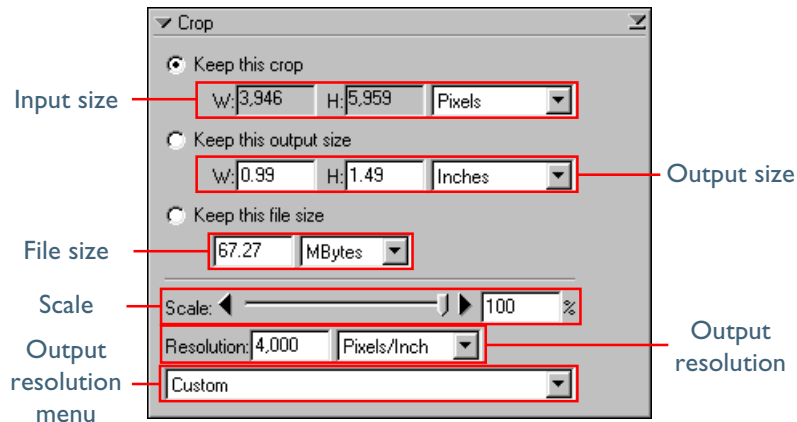 Crop
Keep this crop
Input size
W: 3,946 H: 5,959 Pixels
Keep this output size
W: 0.99 H: 1.49 Inches
Output size
Keep this file size
File size
67.27 MBytes
Scale
Scale: 100 %
Resolution: 4,000 Pixels/Inch
Output
resolution
Output
resolution
menu
Custom